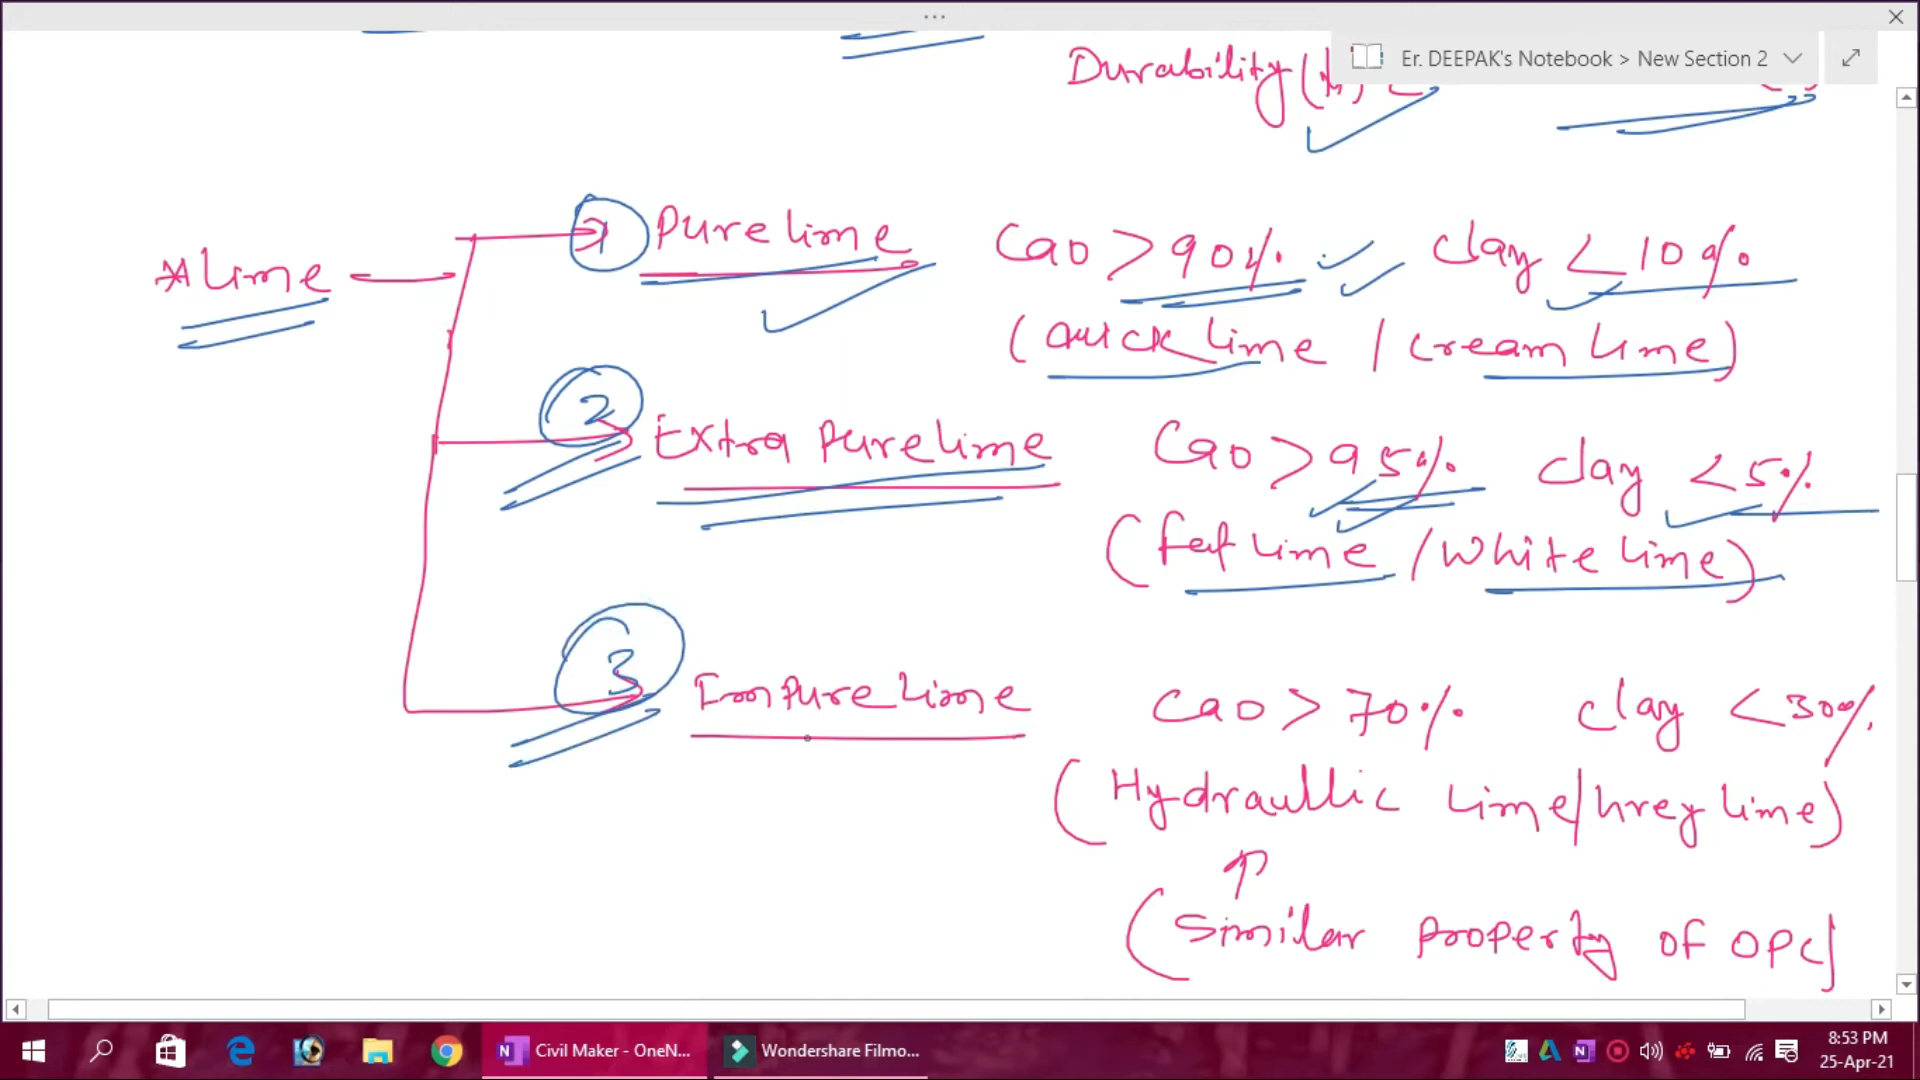 Er. DEEPAK's Notebook > New Section 2
Durability (
*Lime
1 Pure Lime Cao > 90% Clay < 10%
(Quick Lime / Cream Lime)
2 Extra Pure Lime Cao > 95% Clay < 5%
(Fat Lime / White Lime)
3 Impure Lime Cao > 70% Clay < 30%
(Hydraullic Lime/hrey Lime)
(Similar Property of OPC)
Civil Maker - OneN...
Wondershare Filmo...
8:53 PM
25-Apr-21